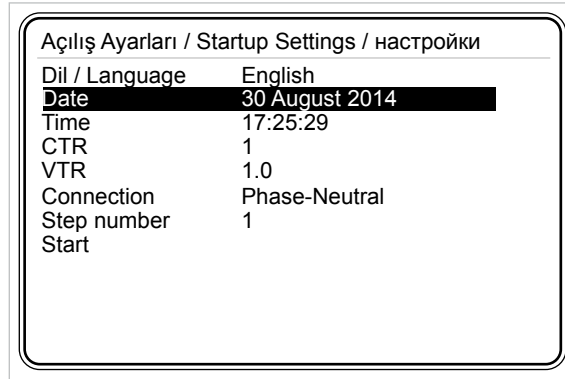 Açılış Ayarları / Startup Settings / настройки
Dil / Language English
Date 30 August 2014
Time 17:25:29
CTR 1
VTR 1.0
Connection Phase-Neutral
Step number 1
Start